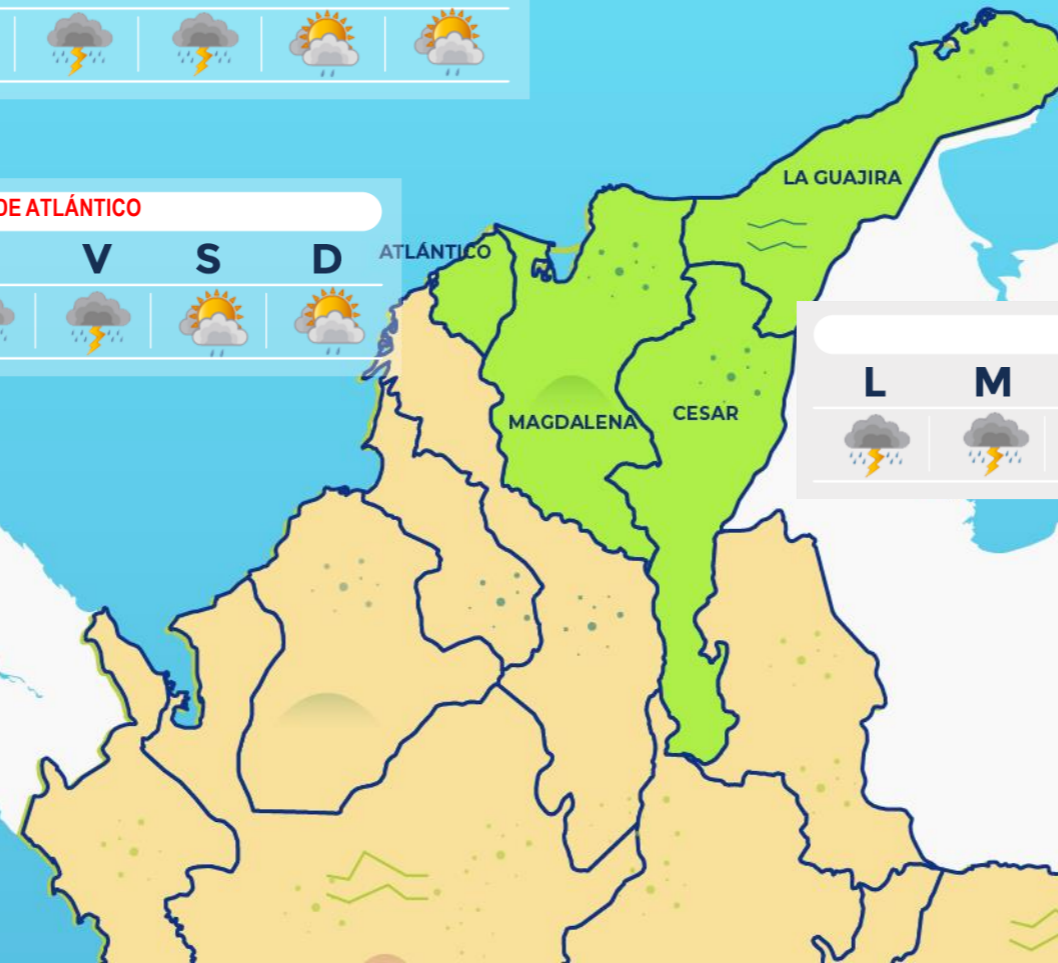 LA GUAJIRA
DE ATLÁNTICO
ATLÁNTICO
V S D
L M
MAGDALENA
CESAR